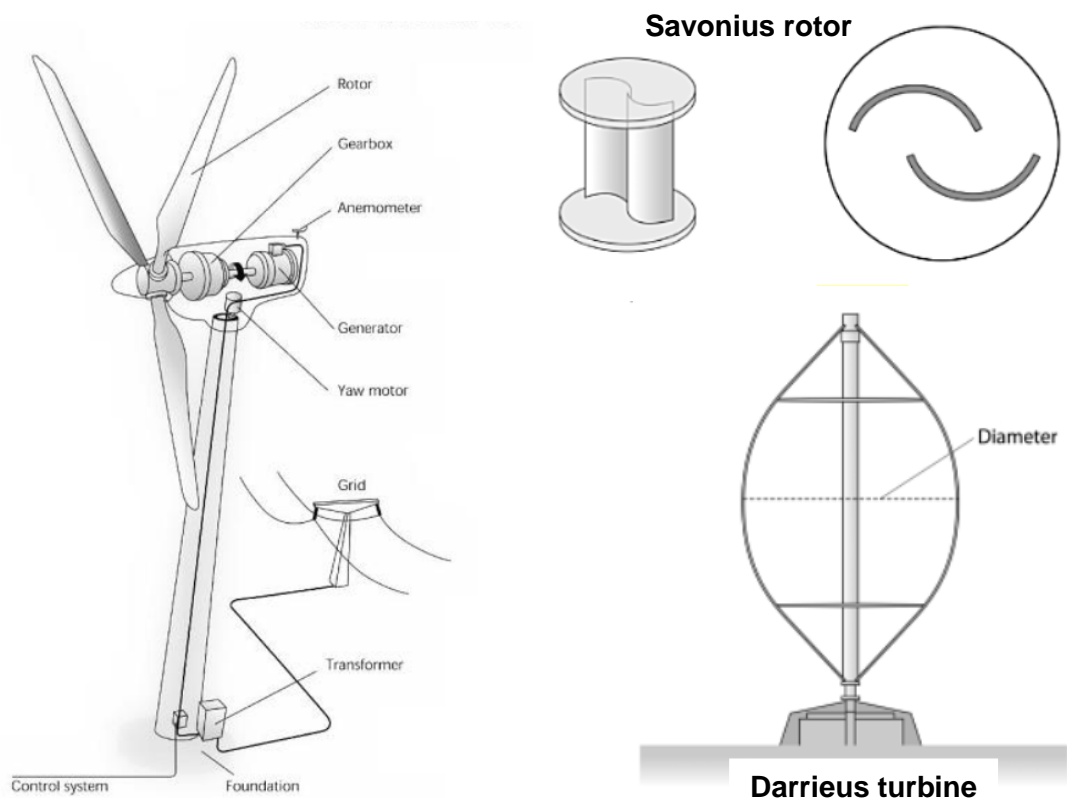 Savonius rotor
Rotor
Gearbox
Anemometer
Generator
Yaw motor
Grid
Transformer
Control system
Foundation
Diameter
Darrieus turbine